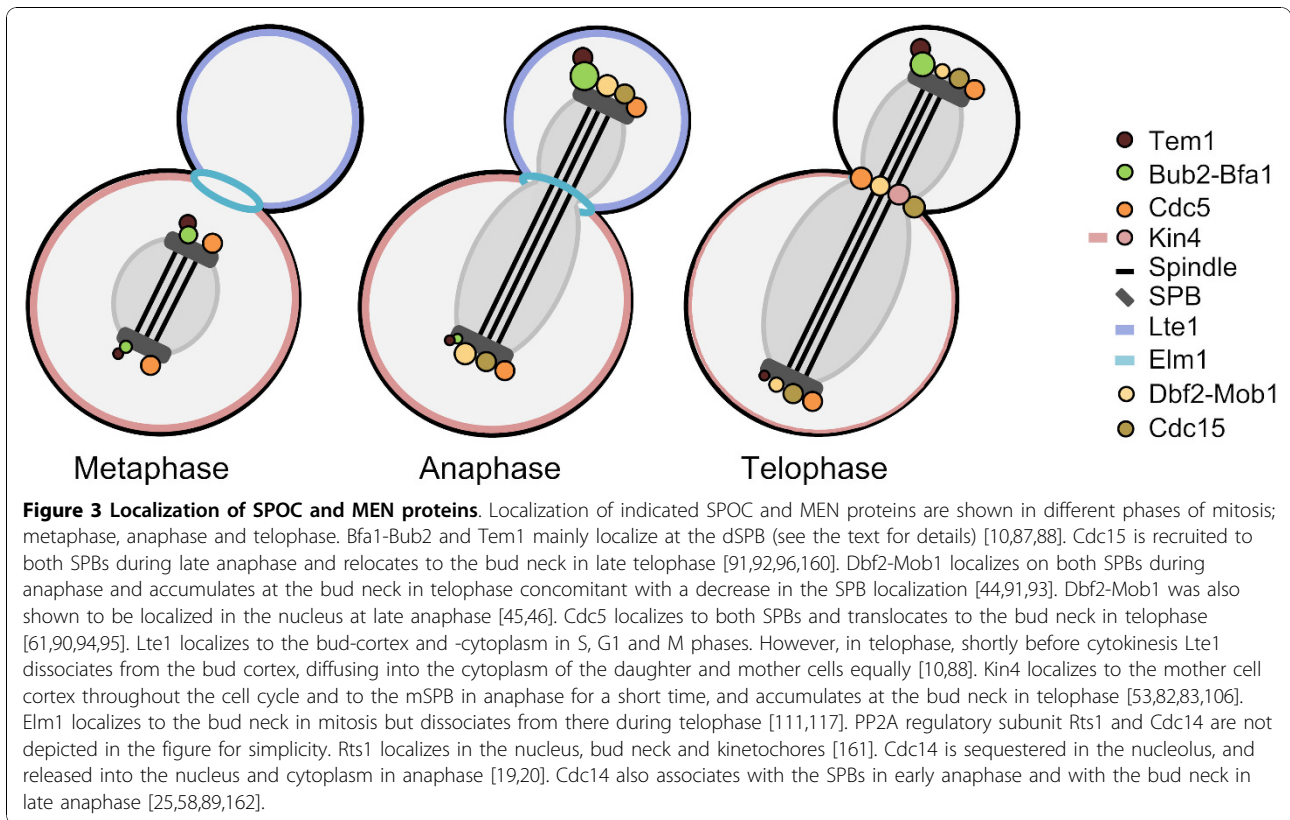 Tem1
Bub2-Bfa1
Cdc5
Kin4
Spindle
SPB
Lte1
Elm1
Dbf2-Mob1
Cdc15
Metaphase
Anaphase
Telophase
Figure 3 Localization of SPOC and MEN proteins. Localization of indicated SPOC and MEN proteins are shown in different phases of mitosis;
metaphase, anaphase and telophase. Bfa1-Bub2 and Tem1 mainly localize at the dSPB (see the text for details) [10,87,88]. Cdc15 is recruited to
both SPBs during late anaphase and relocates to the bud neck in late telophase [91,92,96,160]. Dbf2-Mob1 localizes on both SPBs during
anaphase and accumulates at the bud neck in telophase concomitant with a decrease in the SPB localization [44,91,93]. Dbf2-Mob1 was also
shown to be localized in the nucleus at late anaphase [45,46]. Cdc5 localizes to both SPBs and translocates to the bud neck in telophase
[61,90,94,95]. Lte1 localizes to the bud-cortex and -cytoplasm in S, G1 and M phases. However, in telophase, shortly before cytokinesis Lte1
dissociates from the bud cortex, diffusing into the cytoplasm of the daughter and mother cells equally [10,88]. Kin4 localizes to the mother cell
cortex throughout the cell cycle and to the mSPB in anaphase for a short time, and accumulates at the bud neck in telophase [53,82,83,106].
Elm1 localizes to the bud neck in mitosis but dissociates from there during telophase [111,117]. PP2A regulatory subunit Rts1 and Cdc14 are not
depicted in the figure for simplicity. Rts1 localizes in the nucleus, bud neck and kinetochores [161]. Cdc14 is sequestered in the nucleolus, and
released into the nucleus and cytoplasm in anaphase [19,20]. Cdc14 also associates with the SPBs in early anaphase and with the bud neck in
late anaphase [25,58,89,162].